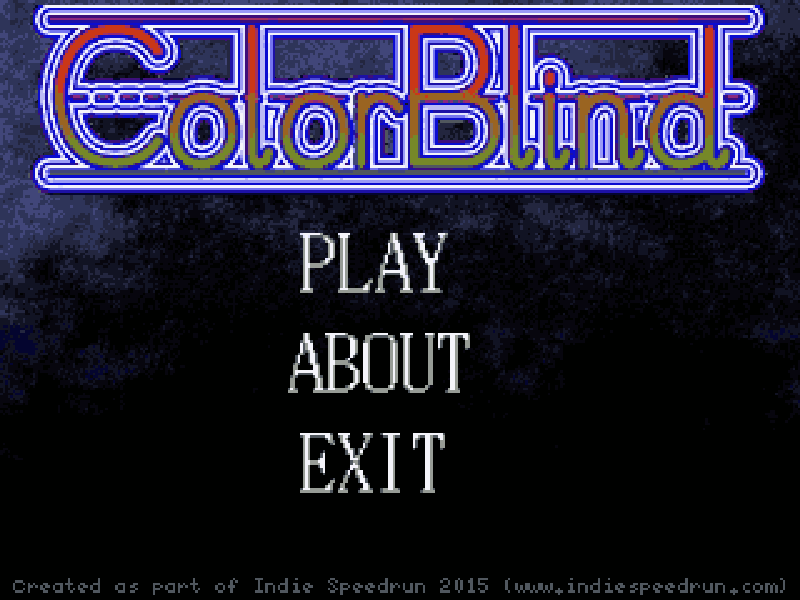 ColorBlind
PLAY
ABOUT
EXIT
Created as part of Indie Speedrun 2015 (www.indiespeedrun.com)